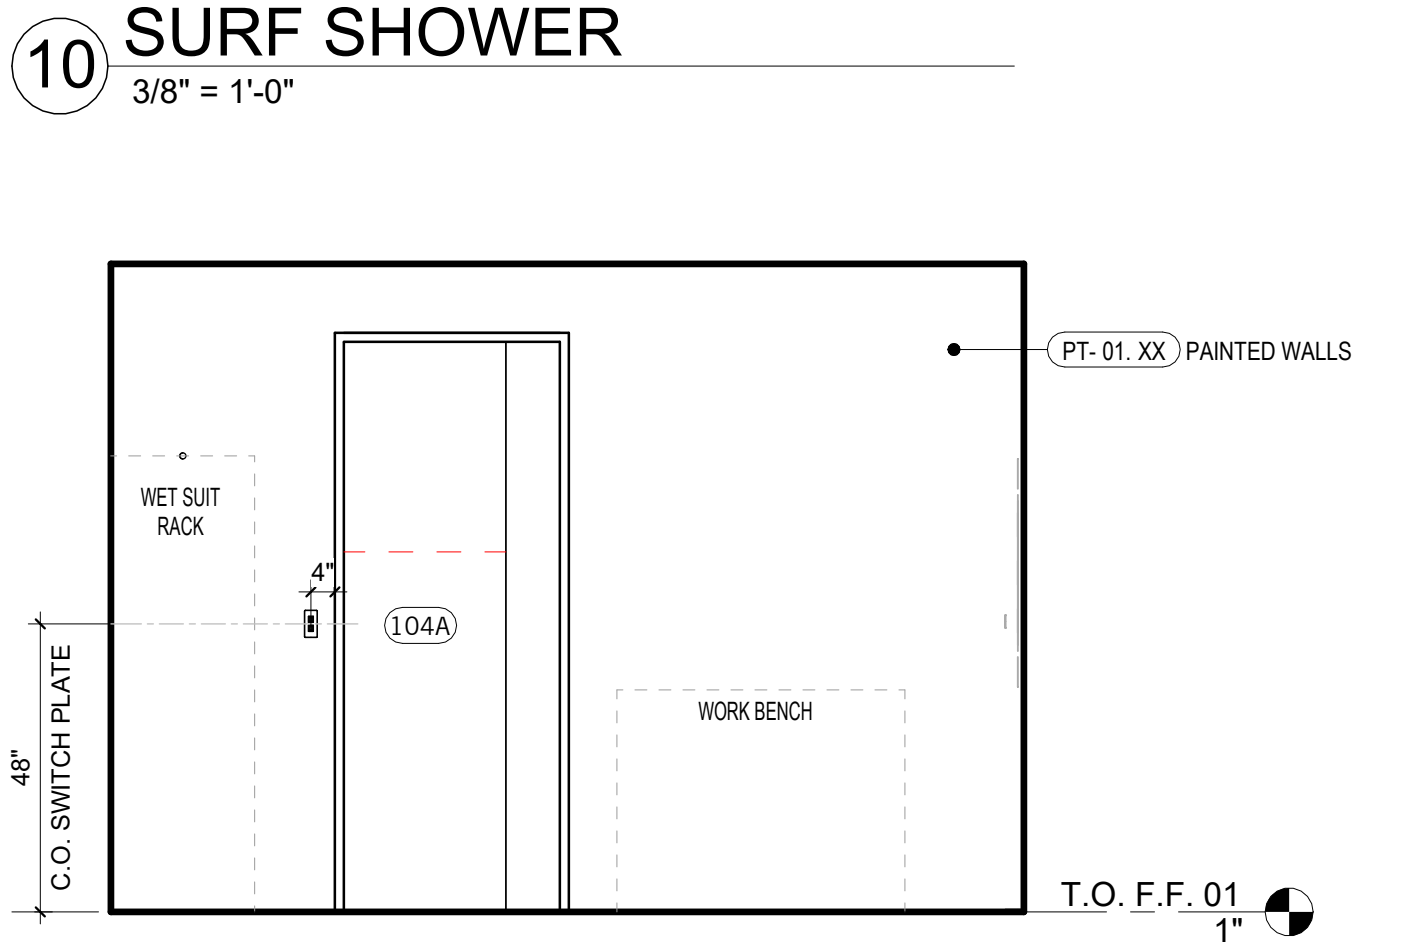 10
SURF SHOWER
3/8" = 1'-0"
PT- 01. XX PAINTED WALLS
WET SUIT
RACK
4"
104A
WORK BENCH
48"
C.O. SWITCH PLATE
T.O. F.F. 01
1"